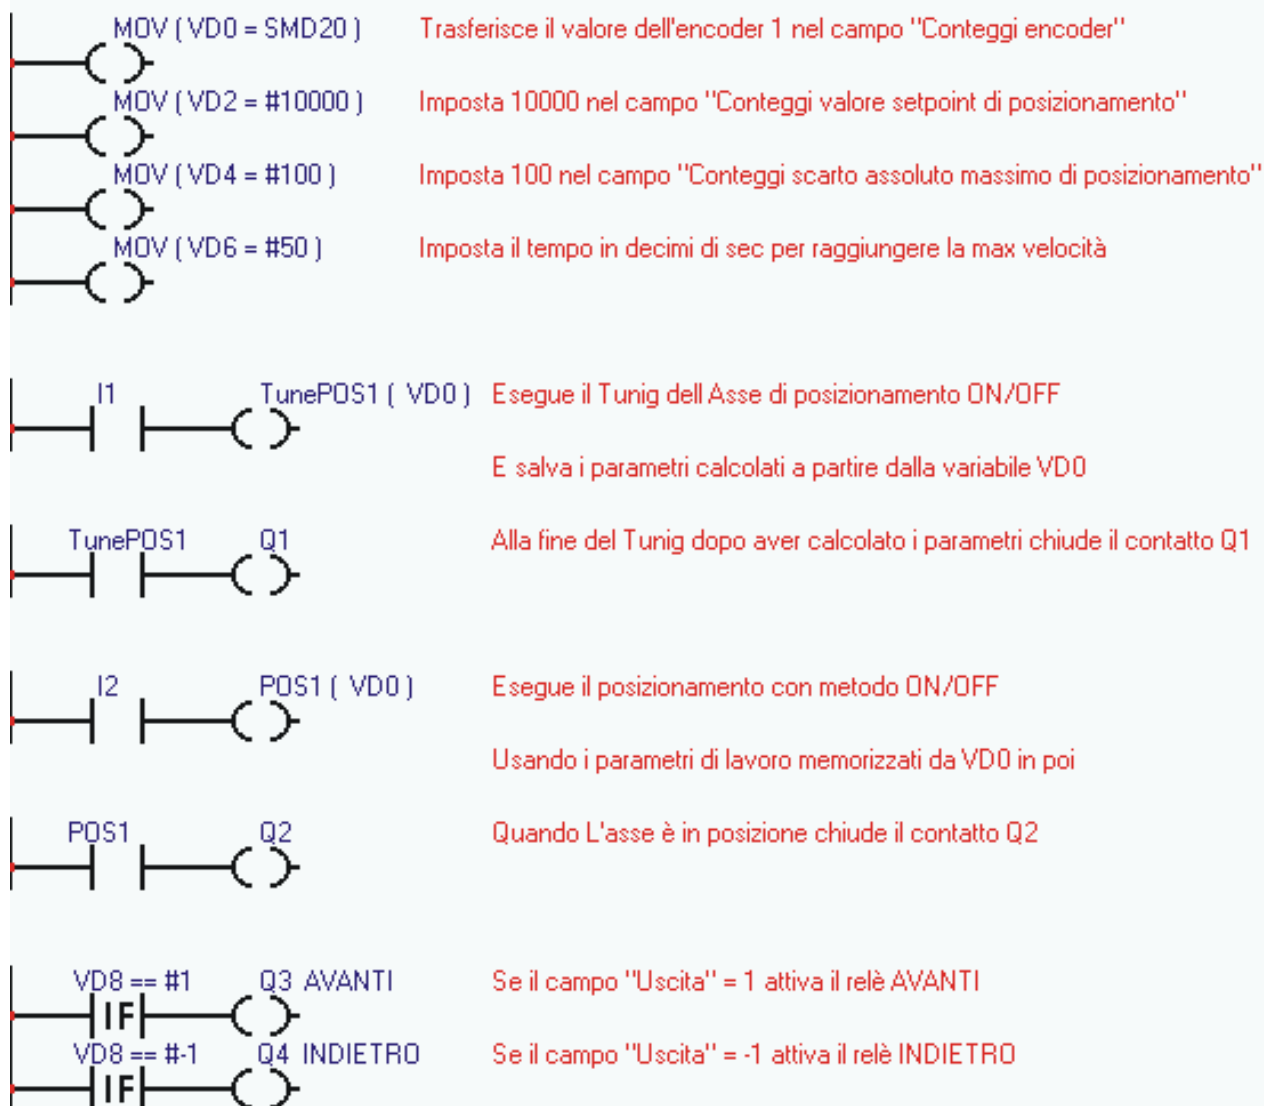 MOV ( VD0 = SMD20 ) Trasferisce il valore dell'encoder 1 nel campo "Conteggi encoder"
MOV ( VD2 = #10000 ) Imposta 10000 nel campo "Conteggi valore setpoint di posizionamento"
MOV ( VD4 = #100 ) Imposta 100 nel campo "Conteggi scarto assoluto massimo di posizionamento"
MOV ( VD6 = #50 ) Imposta il tempo in decimi di sec per raggiungere la max velocità
I1 TunePOS1 ( VD0 ) Esegue il Tunig dell Asse di posizionamento ON/OFF
E salva i parametri calcolati a partire dalla variabile VD0
TunePOS1 Q1 Alla fine del Tunig dopo aver calcolato i parametri chiude il contatto Q1
I2 POS1 ( VD0 ) Esegue il posizionamento con metodo ON/OFF
Usando i parametri di lavoro memorizzati da VD0 in poi
POS1 Q2 Quando L'asse è in posizione chiude il contatto Q2
VD8 == #1 Q3 AVANTI Se il campo "Uscita" = 1 attiva il relè AVANTI
IF
VD8 == #-1 Q4 INDIETRO Se il campo "Uscita" = -1 attiva il relè INDIETRO
IF